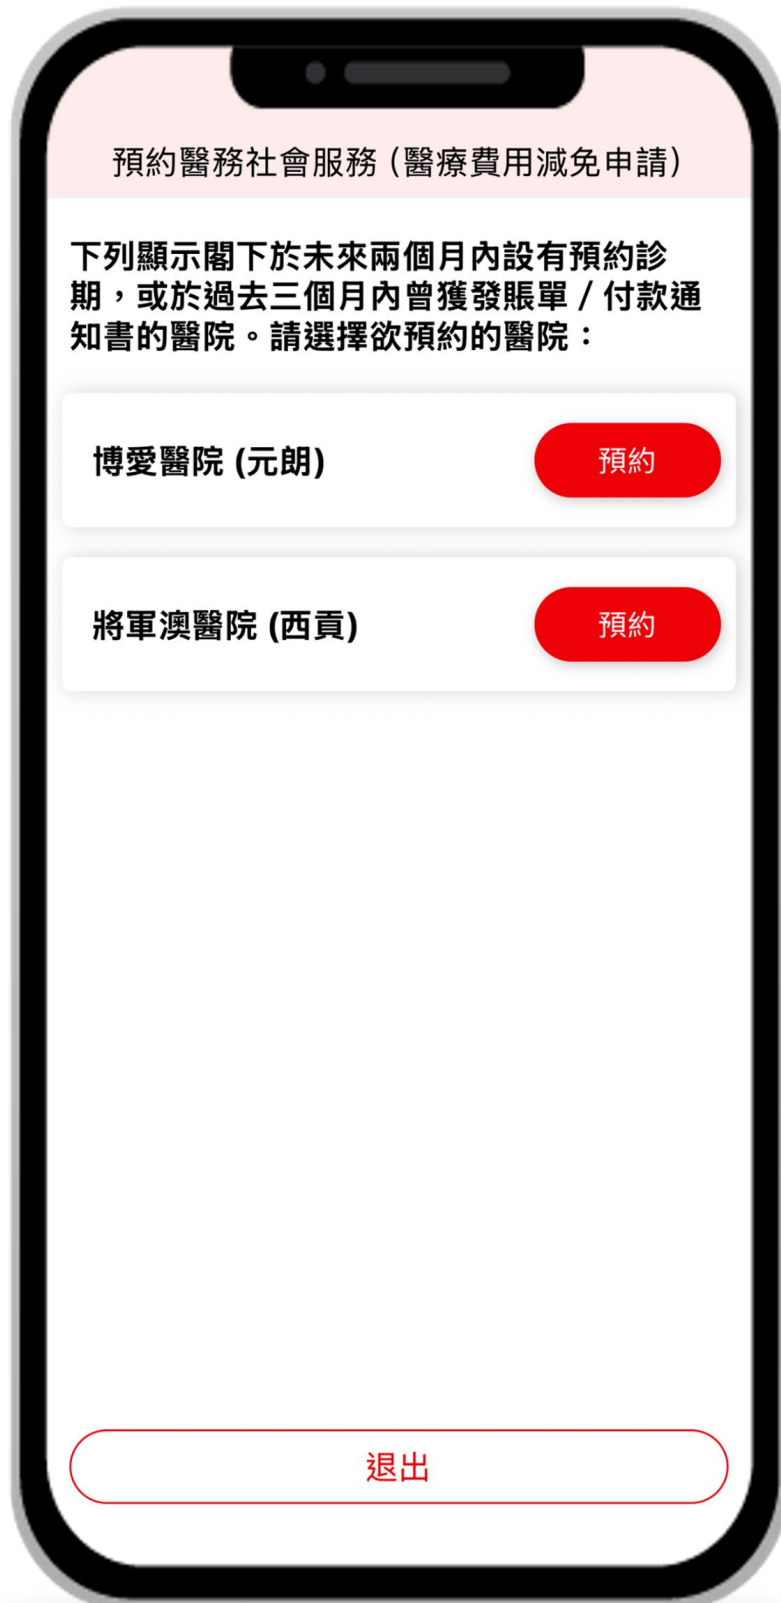 預約醫務社會服務 (醫療費用減免申請)
下列顯示閣下於未來兩個月內設有預約診
期，或於過去三個月內曾獲發賬單 / 付款通
知書的醫院。請選擇欲預約的醫院：
博愛醫院 (元朗)
預約
將軍澳醫院 (西貢)
預約
退出